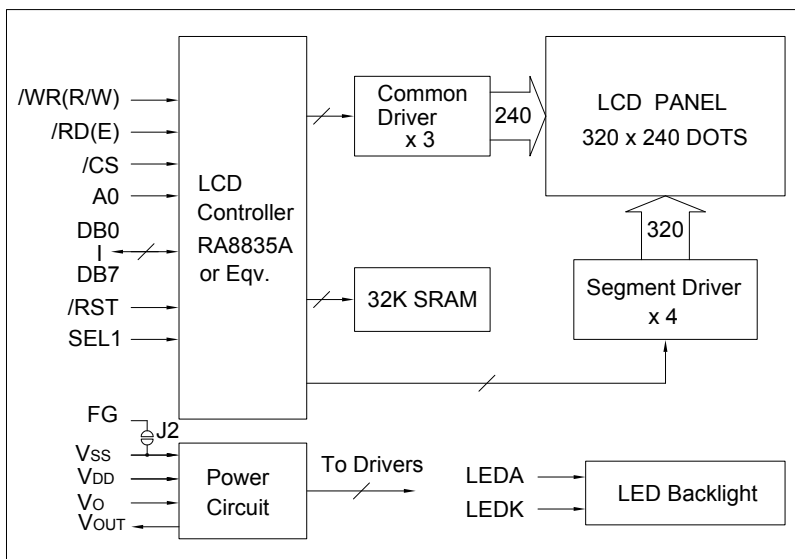 /WR(R/W)
/RD(E)
/CS
A0
DB0
I
DB7
/RST
SEL1
LCD
Controller
RA8835A
or Eqv.
Common
Driver
x 3
240
LCD PANEL
320 x 240 DOTS
320
32K SRAM
Segment Driver
x 4
FG
J2
VSS
VDD
VO
VOUT
Power
Circuit
To Drivers
LEDA
LEDK
LED Backlight